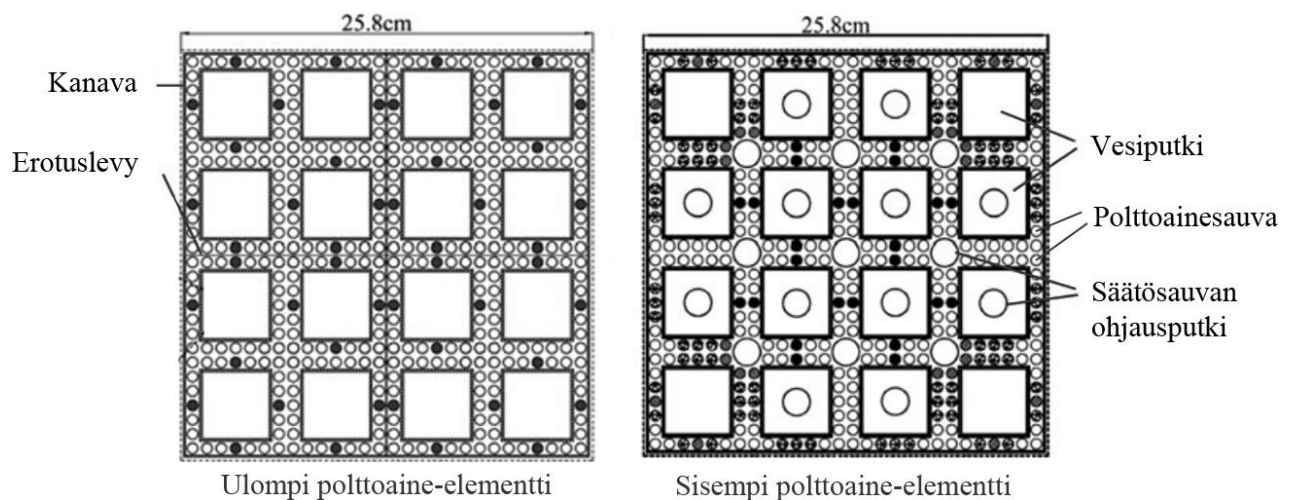 25.8cm
25.8cm
Kanava
Erotuslevy
Vesiputki
Polttoainesauva
Säätösauvan
ohjausputki
Ulompi polttoaine-elementti
Sisempi polttoaine-elementti